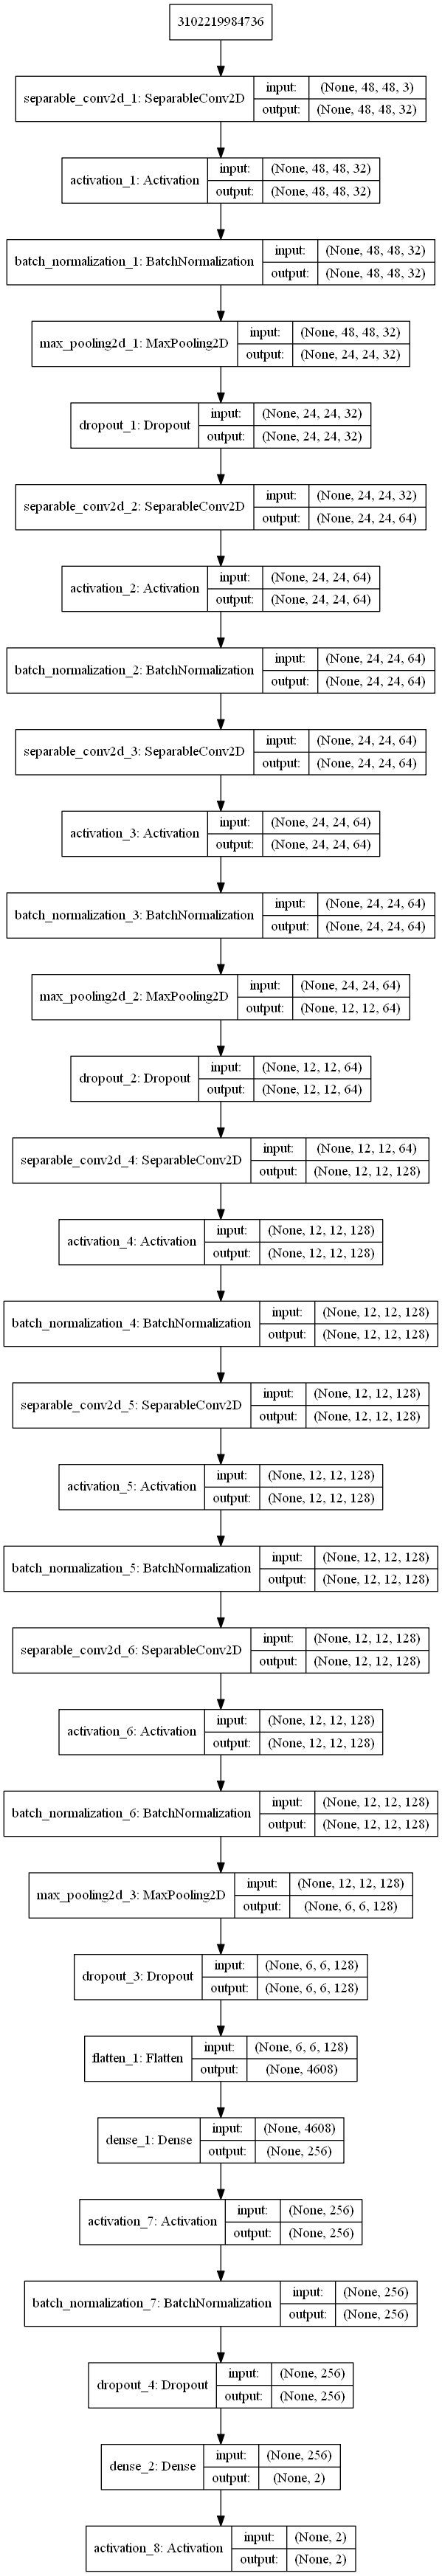 3102219984736
separable_conv2d_1: SeparableConv2D input: (None, 48, 48, 3)
output: (None, 48, 48, 32)
activation_1: Activation input: (None, 48, 48, 32)
output: (None, 48, 48, 32)
batch_normalization_1: BatchNormalization input: (None, 48, 48, 32)
output: (None, 48, 48, 32)
max_pooling2d_1: MaxPooling2D input: (None, 48, 48, 32)
output: (None, 24, 24, 32)
dropout_1: Dropout input: (None, 24, 24, 32)
output: (None, 24, 24, 32)
separable_conv2d_2: SeparableConv2D input: (None, 24, 24, 32)
output: (None, 24, 24, 64)
activation_2: Activation input: (None, 24, 24, 64)
output: (None, 24, 24, 64)
batch_normalization_2: BatchNormalization input: (None, 24, 24, 64)
output: (None, 24, 24, 64)
separable_conv2d_3: SeparableConv2D input: (None, 24, 24, 64)
output: (None, 24, 24, 64)
activation_3: Activation input: (None, 24, 24, 64)
output: (None, 24, 24, 64)
batch_normalization_3: BatchNormalization input: (None, 24, 24, 64)
output: (None, 24, 24, 64)
max_pooling2d_2: MaxPooling2D input: (None, 24, 24, 64)
output: (None, 12, 12, 64)
dropout_2: Dropout input: (None, 12, 12, 64)
output: (None, 12, 12, 64)
separable_conv2d_4: SeparableConv2D input: (None, 12, 12, 64)
output: (None, 12, 12, 128)
activation_4: Activation input: (None, 12, 12, 128)
output: (None, 12, 12, 128)
batch_normalization_4: BatchNormalization input: (None, 12, 12, 128)
output: (None, 12, 12, 128)
separable_conv2d_5: SeparableConv2D input: (None, 12, 12, 128)
output: (None, 12, 12, 128)
activation_5: Activation input: (None, 12, 12, 128)
output: (None, 12, 12, 128)
batch_normalization_5: BatchNormalization input: (None, 12, 12, 128)
output: (None, 12, 12, 128)
separable_conv2d_6: SeparableConv2D input: (None, 12, 12, 128)
output: (None, 12, 12, 128)
activation_6: Activation input: (None, 12, 12, 128)
output: (None, 12, 12, 128)
batch_normalization_6: BatchNormalization input: (None, 12, 12, 128)
output: (None, 12, 12, 128)
max_pooling2d_3: MaxPooling2D input: (None, 12, 12, 128)
output: (None, 6, 6, 128)
dropout_3: Dropout input: (None, 6, 6, 128)
output: (None, 6, 6, 128)
flatten_1: Flatten input: (None, 6, 6, 128)
output: (None, 4608)
dense_1: Dense input: (None, 4608)
output: (None, 256)
activation_7: Activation input: (None, 256)
output: (None, 256)
batch_normalization_7: BatchNormalization input: (None, 256)
output: (None, 256)
dropout_4: Dropout input: (None, 256)
output: (None, 256)
dense_2: Dense input: (None, 256)
output: (None, 2)
activation_8: Activation input: (None, 2)
output: (None, 2)